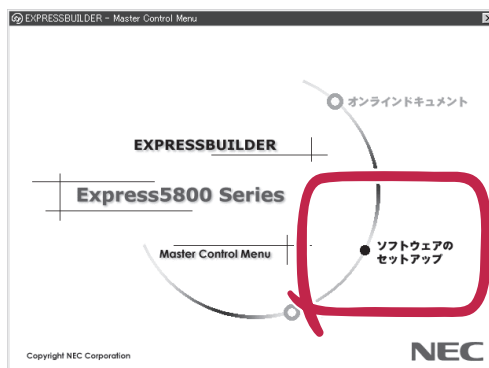 EXPRESSBUILDER - Master Control Menu
オンラインドキュメント
EXPRESSBUILDER
Express5800 Series
ソフトウェアの
セットアップ
Master Control Menu
Copyright NEC Corporation
NEC